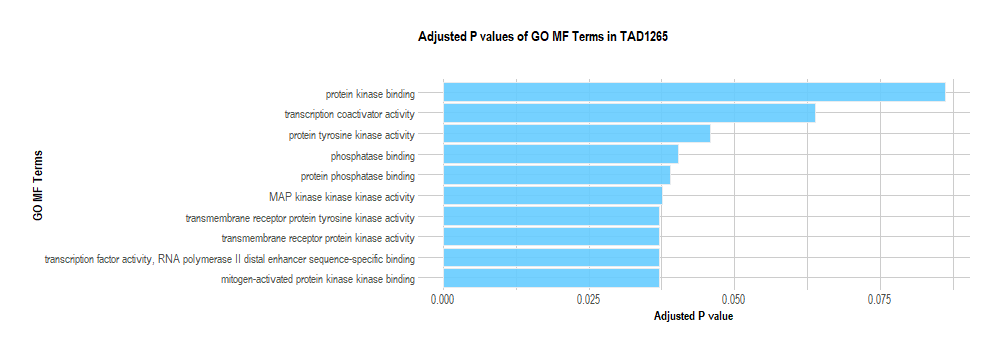 Adjusted P values of GO MF Terms in TAD1265
GO MF Terms
protein kinase binding
transcription coactivator activity
protein tyrosine kinase activity
phosphatase binding
protein phosphatase binding
MAP kinase kinase kinase activity
transmembrane receptor protein tyrosine kinase activity
transmembrane receptor protein kinase activity
transcription factor activity, RNA polymerase II distal enhancer sequence-specific binding
mitogen-activated protein kinase kinase binding
0.000 0.025 0.050 0.075
Adjusted P value